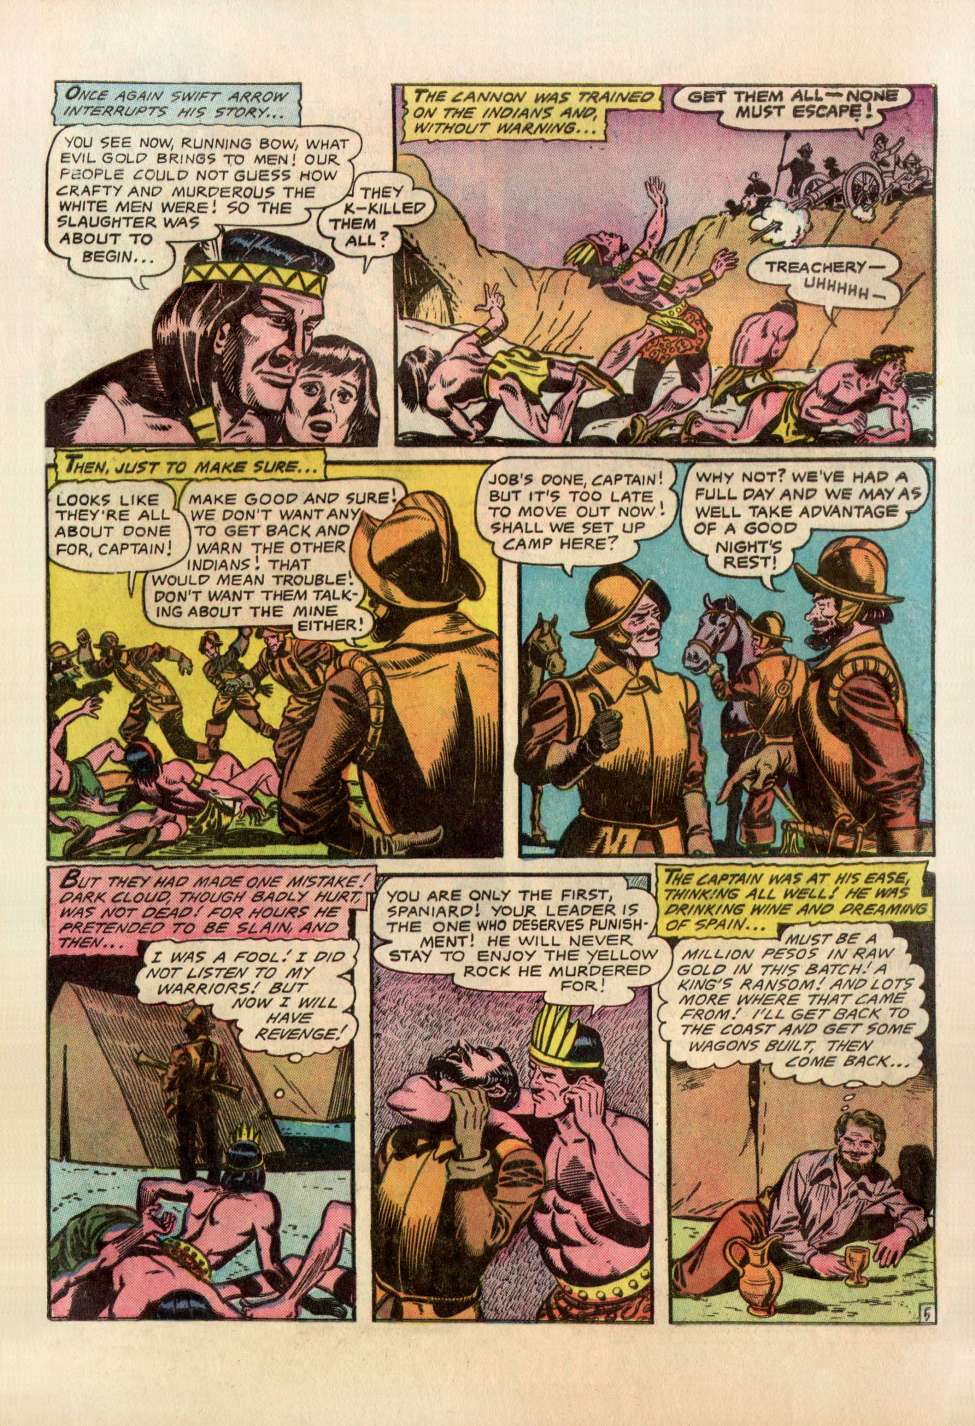 ONCE AGAIN SWIFT ARROW
INTERRUPTS HIS STORY...
YOU SEE NOW, RUNNING BOW, WHAT
EVIL GOLD BRINGS TO MEN! OUR
PEOPLE COULD NOT GUESS HOW
CRAFTY AND MURDEROUS THE
WHITE MEN WERE! SO THE
SLAUGHTER WAS
ABOUT TO
BEGIN...
THEY
K-KILLED
THEM
ALL?
THE CANNON WAS TRAINED
ON THE INDIANS AND,
WITHOUT WARNING...
GET THEM ALL—NONE
MUST ESCAPE!
TREACHERY—
UHHHHH—
THEN, JUST TO MAKE SURE...
LOOKS LIKE
THEY'RE ALL
ABOUT DONE
FOR, CAPTAIN!
MAKE GOOD AND SURE!
WE DON'T WANT ANY
TO GET BACK AND
WARN THE OTHER
INDIANS! THAT
WOULD MEAN TROUBLE!
DON'T WANT THEM TALK-
ING ABOUT THE MINE
EITHER!
JOB'S DONE, CAPTAIN!
BUT IT'S TOO LATE
TO MOVE OUT NOW!
SHALL WE SET UP
CAMP HERE?
WHY NOT? WE'VE HAD A
FULL DAY AND WE MAY AS
WELL TAKE ADVANTAGE
OF A GOOD
NIGHT'S
REST!
BUT THEY HAD MADE ONE MISTAKE!
DARK CLOUD, THOUGH BADLY HURT,
WAS NOT DEAD! FOR HOURS HE
PRETENDED TO BE SLAIN, AND
THEN...
I WAS A FOOL! I DID
NOT LISTEN TO MY
WARRIORS! BUT
NOW I WILL
HAVE
REVENGE!
YOU ARE ONLY THE FIRST,
SPANIARD! YOUR LEADER IS
THE ONE WHO DESERVES PUNISH-
MENT! HE WILL NEVER
STAY TO ENJOY THE YELLOW
ROCK HE MURDERED
FOR!
THE CAPTAIN WAS AT HIS EASE,
THINKING ALL WELL! HE WAS
DRINKING WINE AND DREAMING
OF SPAIN...
MUST BE A
MILLION PESOS IN RAW
GOLD IN THIS BATCH! A
KING'S RANSOM! AND LOTS
MORE WHERE THAT CAME
FROM! I'LL GET BACK TO
THE COAST AND GET SOME
WAGONS BUILT, THEN
COME BACK...
5